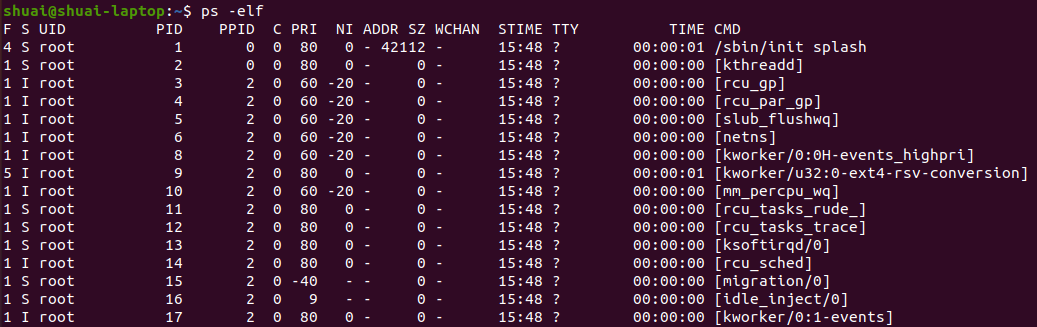 shuai@shuai-laptop:~$ ps -elf
F S UID PID PPID C PRI NI ADDR SZ WCHAN STIME TTY TIME CMD
4 S root 1 0 0 80 0 - 42112 - 15:48 ? 00:00:01 /sbin/init splash
1 S root 2 0 0 80 0 - 0 - 15:48 ? 00:00:00 [kthreadd]
1 I root 3 2 0 60 -20 - 0 - 15:48 ? 00:00:00 [rcu_gp]
1 I root 4 2 0 60 -20 - 0 - 15:48 ? 00:00:00 [rcu_par_gp]
1 I root 5 2 0 60 -20 - 0 - 15:48 ? 00:00:00 [slub_flushwq]
1 I root 6 2 0 60 -20 - 0 - 15:48 ? 00:00:00 [netns]
1 I root 8 2 0 60 -20 - 0 - 15:48 ? 00:00:00 [kworker/0:0H-events_highpri]
5 I root 9 2 0 80 0 - 0 - 15:48 ? 00:00:01 [kworker/u32:0-ext4-rsv-conversion]
1 I root 10 2 0 60 -20 - 0 - 15:48 ? 00:00:00 [mm_percpu_wq]
1 S root 11 2 0 80 0 - 0 - 15:48 ? 00:00:00 [rcu_tasks_rude_]
1 S root 12 2 0 80 0 - 0 - 15:48 ? 00:00:00 [rcu_tasks_trace]
1 S root 13 2 0 80 0 - 0 - 15:48 ? 00:00:00 [ksoftirqd/0]
1 I root 14 2 0 80 0 - 0 - 15:48 ? 00:00:00 [rcu_sched]
1 S root 15 2 0 -40 - - 0 - 15:48 ? 00:00:00 [migration/0]
1 S root 16 2 0 9 - - 0 - 15:48 ? 00:00:00 [idle_inject/0]
1 I root 17 2 0 80 0 - 0 - 15:48 ? 00:00:00 [kworker/0:1-events]